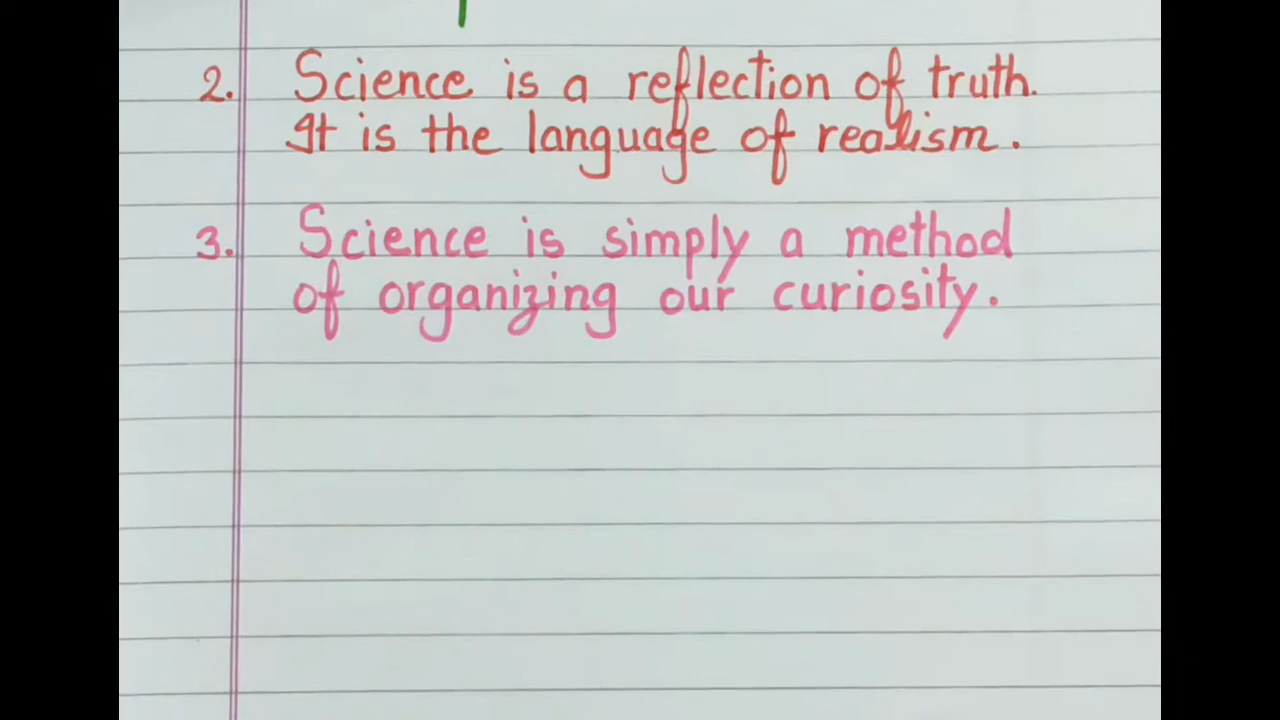 2. Science is a reflection of truth.
It is the language of realism.
3. Science is simply a method
of organizing our curiosity.